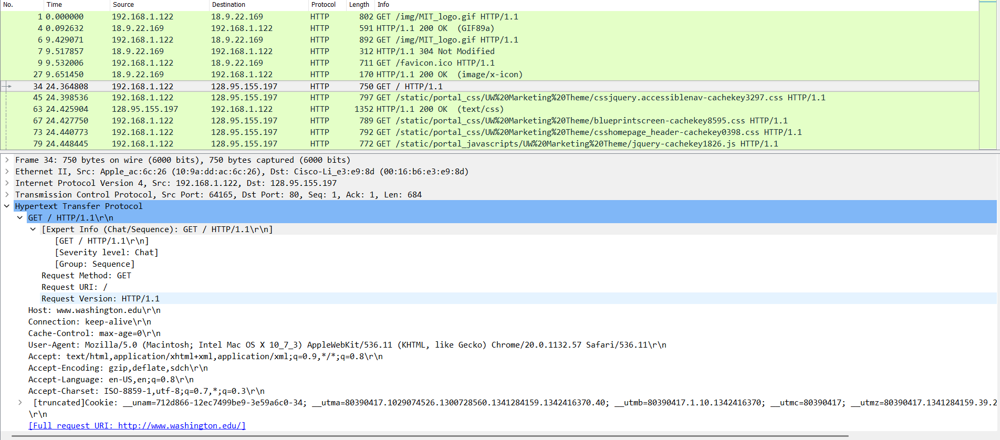 No. Time Source Destination Protocol Length Info
1 0.000000 192.168.1.122 18.9.22.169 HTTP 802 GET /img/MIT_logo.gif HTTP/1.1
4 0.092632 18.9.22.169 192.168.1.122 HTTP 591 HTTP/1.1 200 OK (GIF89a)
6 9.429071 192.168.1.122 18.9.22.169 HTTP 892 GET /img/MIT_logo.gif HTTP/1.1
7 9.517857 18.9.22.169 192.168.1.122 HTTP 312 HTTP/1.1 304 Not Modified
9 9.532006 192.168.1.122 18.9.22.169 HTTP 711 GET /favicon.ico HTTP/1.1
27 9.651450 18.9.22.169 192.168.1.122 HTTP 170 HTTP/1.1 200 OK (image/x-icon)
34 24.364808 192.168.1.122 128.95.155.197 HTTP 750 GET / HTTP/1.1
45 24.398536 192.168.1.122 128.95.155.197 HTTP 797 GET /static/portal_css/UW%20Marketing%20Theme/cssjquery.accessiblenav-cachekey3297.css HTTP/1.1
63 24.425904 128.95.155.197 192.168.1.122 HTTP 1352 HTTP/1.1 200 OK (text/css)
67 24.427750 192.168.1.122 128.95.155.197 HTTP 789 GET /static/portal_css/UW%20Marketing%20Theme/blueprintscreen-cachekey8595.css HTTP/1.1
73 24.440773 192.168.1.122 128.95.155.197 HTTP 792 GET /static/portal_css/UW%20Marketing%20Theme/csshomepage_header-cachekey0398.css HTTP/1.1
79 24.448445 192.168.1.122 128.95.155.197 HTTP 772 GET /static/portal_javascripts/UW%20Marketing%20Theme/jquery-cachekey1826.js HTTP/1.1
Frame 34: 750 bytes on wire (6000 bits), 750 bytes captured (6000 bits)
Ethernet II, Src: Apple_ac:6c:26 (10:9a:dd:ac:6c:26), Dst: Cisco-Li_e3:e9:8d (00:16:b6:e3:e9:8d)
Internet Protocol Version 4, Src: 192.168.1.122, Dst: 128.95.155.197
Transmission Control Protocol, Src Port: 64165, Dst Port: 80, Seq: 1, Ack: 1, Len: 684
Hypertext Transfer Protocol
GET / HTTP/1.1\r\n
[Expert Info (Chat/Sequence): GET / HTTP/1.1\r\n]
[GET / HTTP/1.1\r\n]
[Severity level: Chat]
[Group: Sequence]
Request Method: GET
Request URI: /
Request Version: HTTP/1.1
Host: www.washington.edu\r\n
Connection: keep-alive\r\n
Cache-Control: max-age=0\r\n
User-Agent: Mozilla/5.0 (Macintosh; Intel Mac OS X 10_7_3) AppleWebKit/536.11 (KHTML, like Gecko) Chrome/20.0.1132.57 Safari/536.11\r\n
Accept: text/html,application/xhtml+xml,application/xml;q=0.9,*/*;q=0.8\r\n
Accept-Encoding: gzip,deflate,sdch\r\n
Accept-Language: en-US,en;q=0.8\r\n
Accept-Charset: ISO-8859-1,utf-8;q=0.7,*;q=0.3\r\n
[truncated]Cookie: __unam=712d866-12ec7499be9-3e59a6c0-34; __utma=80390417.1029074526.1300728560.1341284159.1342416370.40; __utmb=80390417.1.10.1342416370; __utmc=80390417; __utmz=80390417.1341284159.39.2
\r\n
[Full request URI: http://www.washington.edu/]